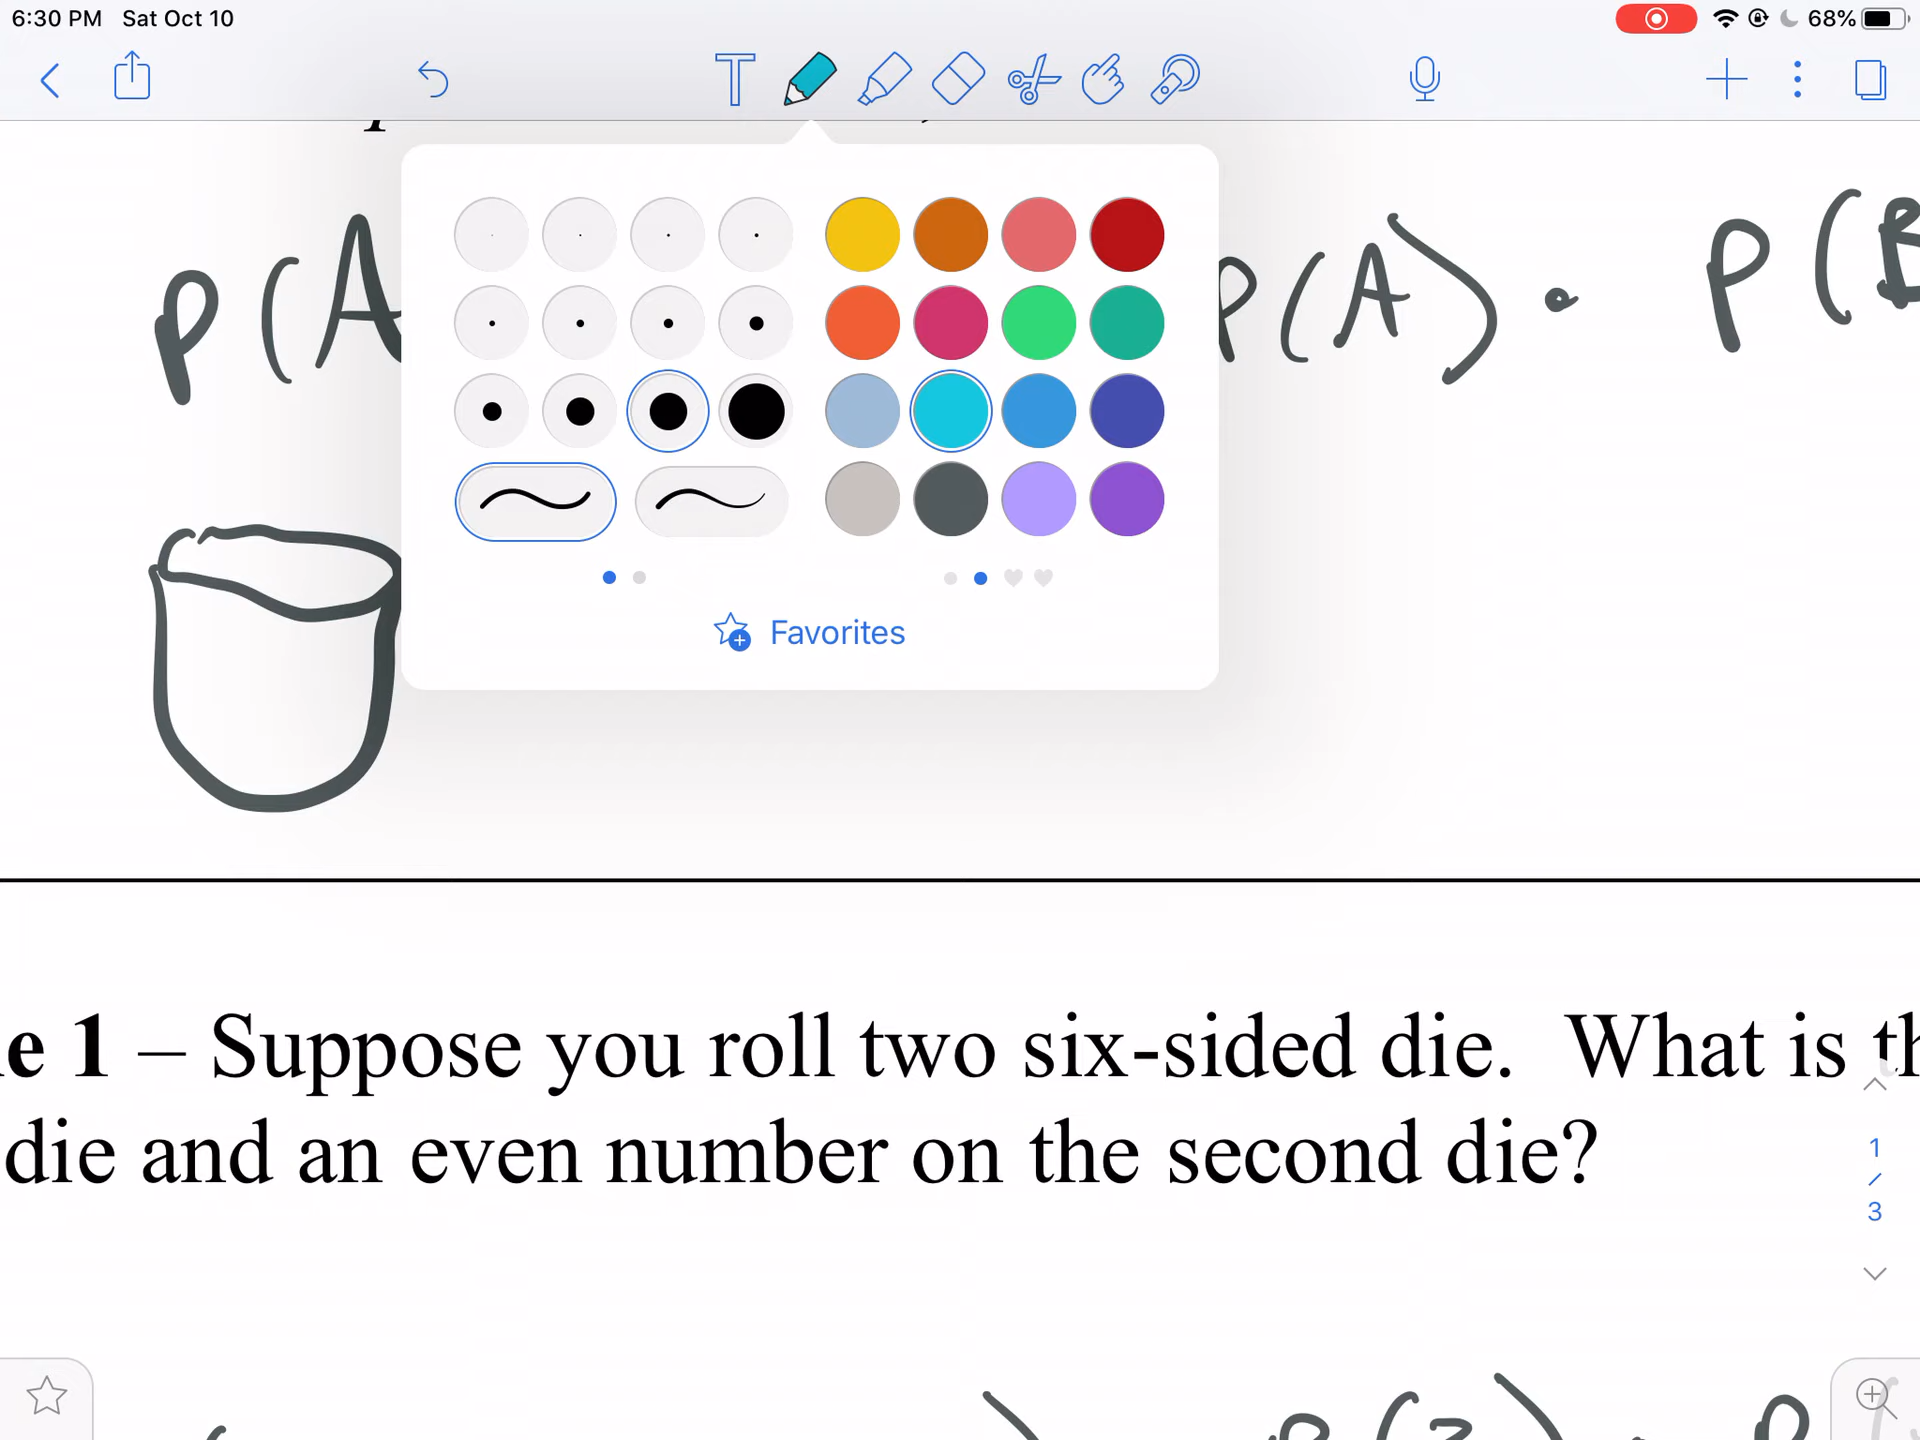 6:30 PM Sat Oct 10 68%
T
P(A P(A) · P(B
Favorites
e 1 – Suppose you roll two six-sided die. What is th
die and an even number on the second die?
1
/
3
( ) P(3) · P(